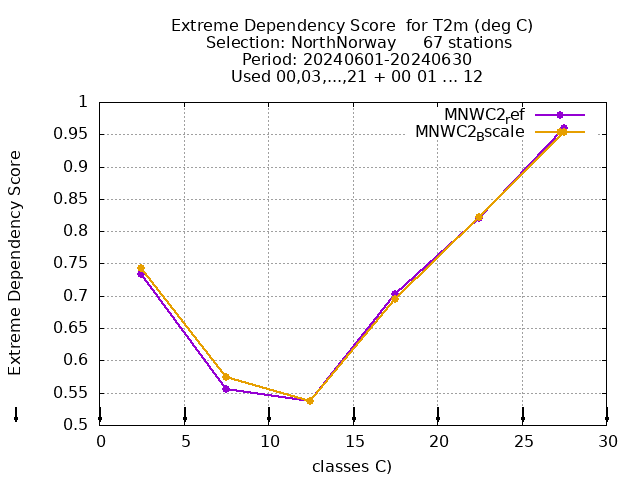 Extreme Dependency Score  for T2m (deg C)
Selection: NorthNorway     67 stations
Period: 20240601-20240630
Used 00,03,...,21 + 00 01 ... 12
MNWC2ref
MNWC2Bscale
Extreme Dependency Score
1
0.95
0.9
0.85
0.8
0.75
0.7
0.65
0.6
0.55
0.5
0 5 10 15 20 25 30
classes C)